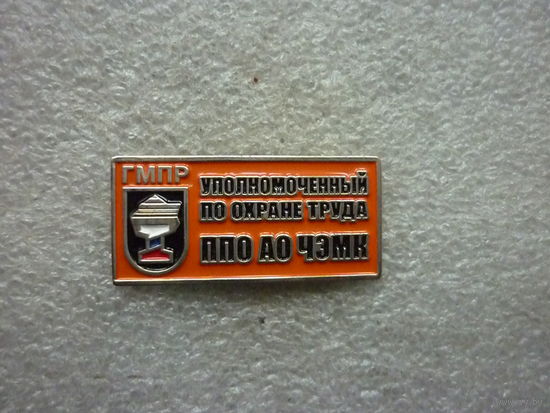 ГМПР
УПОЛНОМОЧЕННЫЙ
ПО ОХРАНЕ ТРУДА
ППО АО ЧЭМК